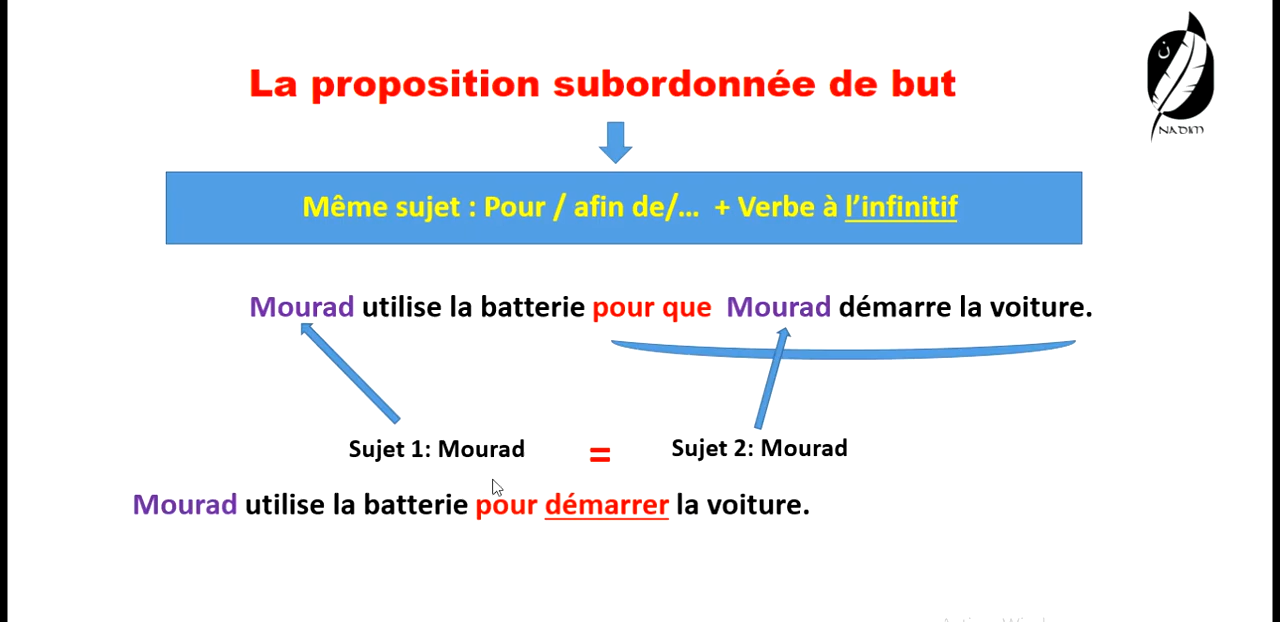 La proposition subordonnée de but
NADIM
Même sujet : Pour / afin de/... + Verbe à l'infinitif
Mourad utilise la batterie pour que Mourad démarre la voiture.
Sujet 1: Mourad = Sujet 2: Mourad
Mourad utilise la batterie pour démarrer la voiture.